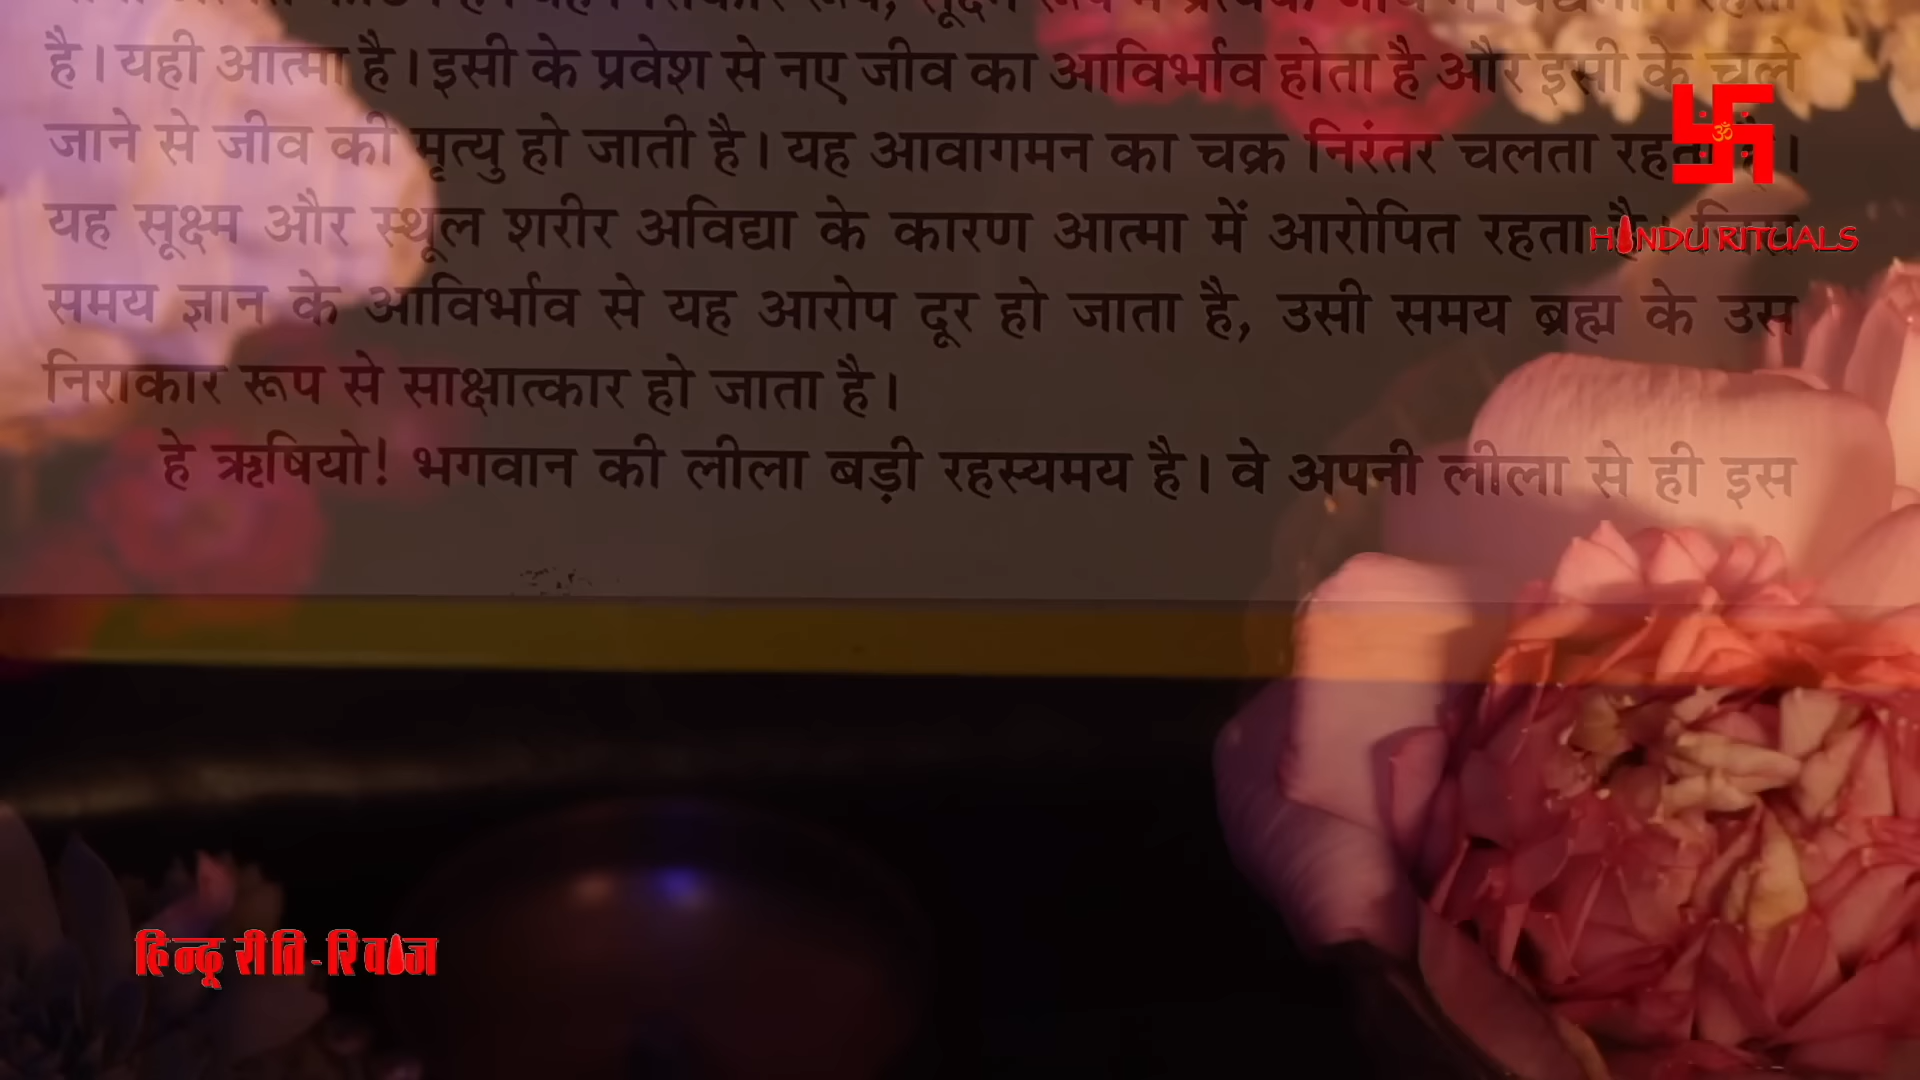 है। यही आत्मा है। इसी के प्रवेश से नए जीव का आविर्भाव होता है और इसी के चले
जाने से जीव की मृत्यु हो जाती है। यह आवागमन का चक्र निरंतर चलता रहता है।
यह सूक्ष्म और स्थूल शरीर अविद्या के कारण आत्मा में आरोपित रहता है। जिस
HINDU RITUALS
समय ज्ञान के आविर्भाव से यह आरोप दूर हो जाता है, उसी समय ब्रह्म के उस
निराकार रूप से साक्षात्कार हो जाता है।
हे ऋषियो! भगवान की लीला बड़ी रहस्यमय है। वे अपनी लीला से ही इस
हिन्दू रीति-रिवाज